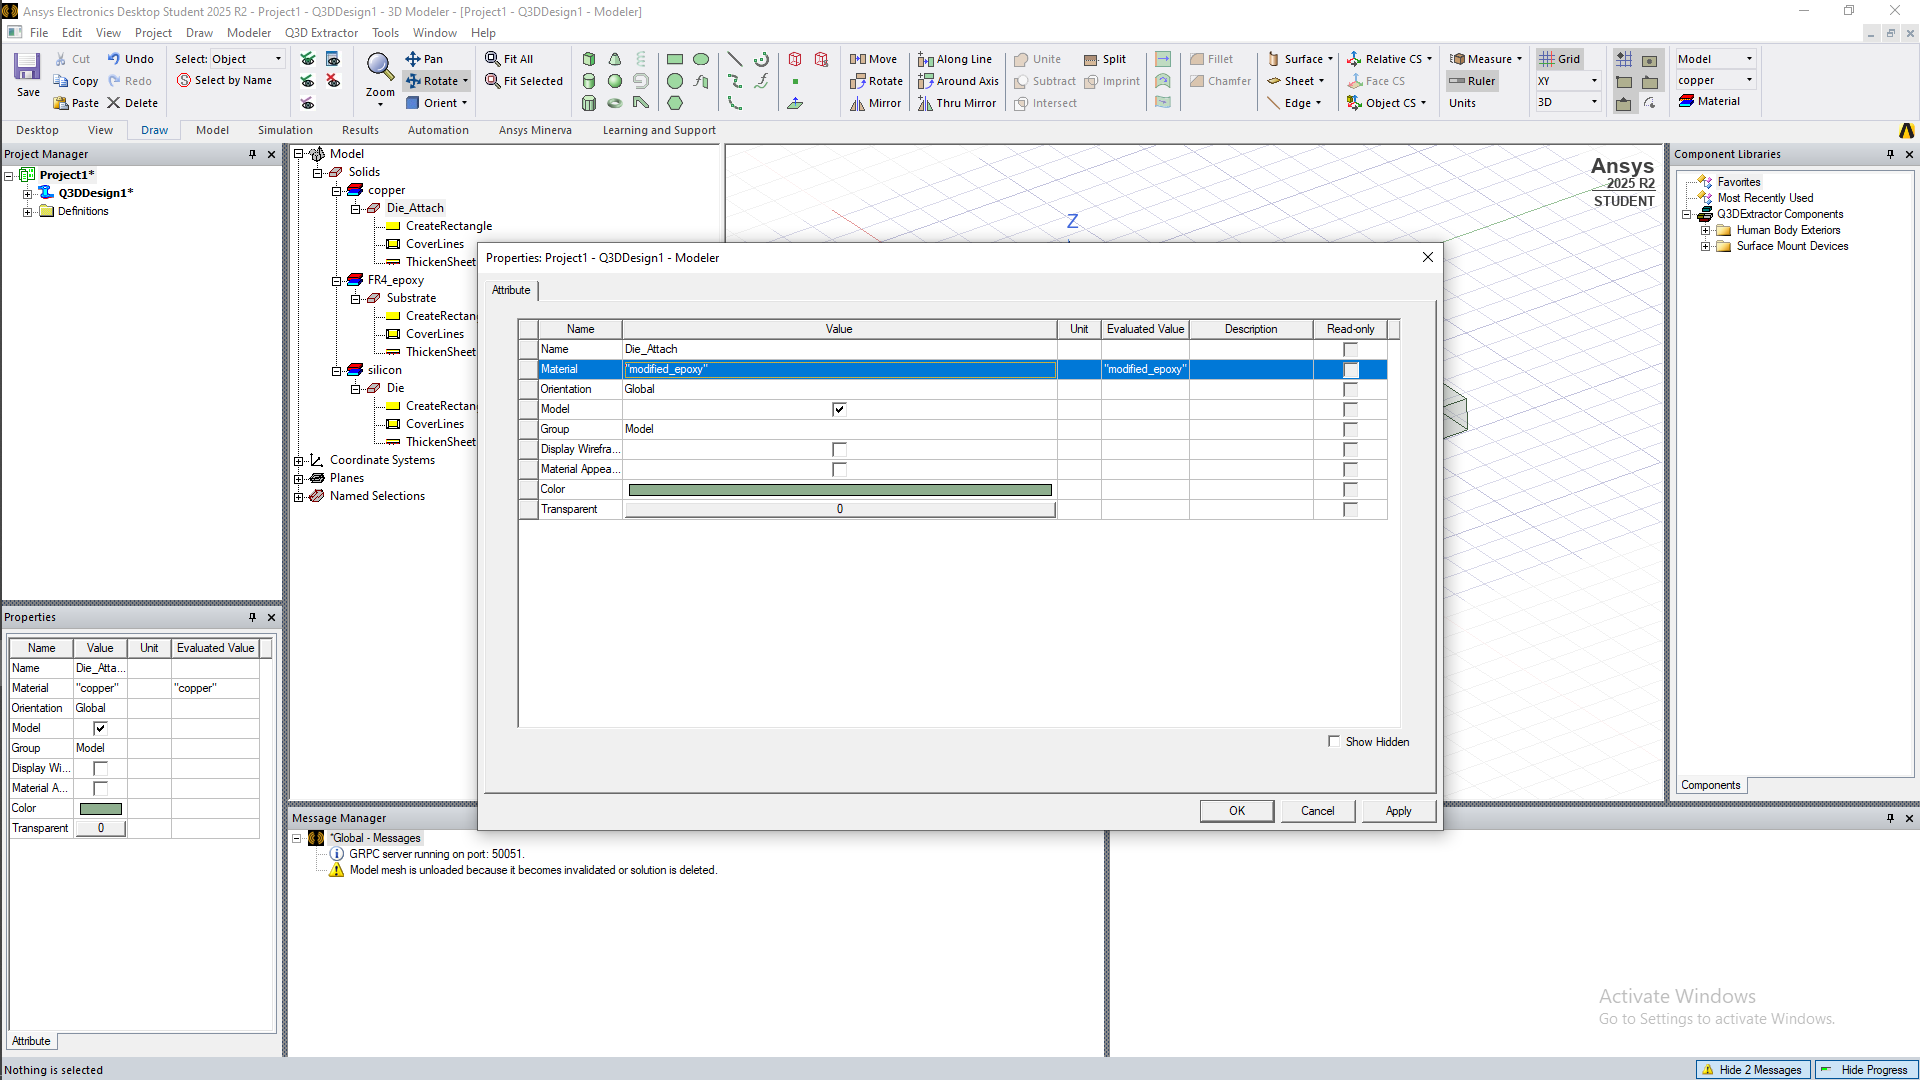 Ansys Electronics Desktop Student 2025 R2 - Project1 - Q3DDesign1 - 3D Modeler - [Project1 - Q3DDesign1 - Modeler]
File Edit View Project Draw Modeler Q3D Extractor Tools Window Help
Save
Cut Undo
Copy Redo
Paste Delete
Select: Object
Select by Name
Zoom
Pan
Rotate
Orient
Fit All
Fit Selected
Move Along Line
Rotate Around Axis
Mirror Thru Mirror
Unite Split
Subtract Imprint
Intersect
Fillet
Chamfer
Surface
Sheet
Edge
Relative CS
Face CS
Object CS
Measure
Ruler
Units
Grid
XY
3D
Model
copper
Material
Desktop View Draw Model Simulation Results Automation Ansys Minerva Learning and Support
Project Manager
Project1*
Q3DDesign1*
Definitions
Model
Solids
copper
Die_Attach
CreateRectangle
CoverLines
ThickenSheet
FR4_epoxy
Substrate
CreateRectan
CoverLines
ThickenSheet
silicon
Die
CreateRectan
CoverLines
ThickenSheet
Coordinate Systems
Planes
Named Selections
Z
Ansys
2025 R2
STUDENT
Component Libraries
Favorites
Most Recently Used
Q3DExtractor Components
Human Body Exteriors
Surface Mount Devices
Components
Properties: Project1 - Q3DDesign1 - Modeler
Attribute
Name Value Unit Evaluated Value Description Read-only
Name Die_Attach
Material "modified_epoxy" "modified_epoxy"
Orientation Global
Model
Group Model
Display Wirefra...
Material Appea...
Color
Transparent 0
Show Hidden
OK Cancel Apply
Properties
Name Value Unit Evaluated Value
Name Die_Atta...
Material "copper" "copper"
Orientation Global
Model
Group Model
Display Wi...
Material A...
Color
Transparent 0
Attribute
Message Manager
*Global - Messages
GRPC server running on port: 50051.
Model mesh is unloaded because it becomes invalidated or solution is deleted.
Activate Windows
Go to Settings to activate Windows.
Nothing is selected
Hide 2 Messages Hide Progress